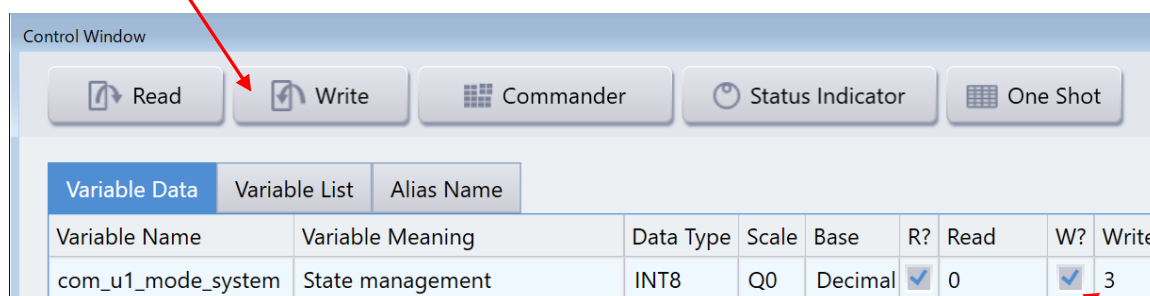 Control Window
Read Write Commander Status Indicator One Shot
Variable Data Variable List Alias Name
Variable Name Variable Meaning Data Type Scale Base R? Read W? Write
com_u1_mode_system State management INT8 Q0 Decimal 0 3